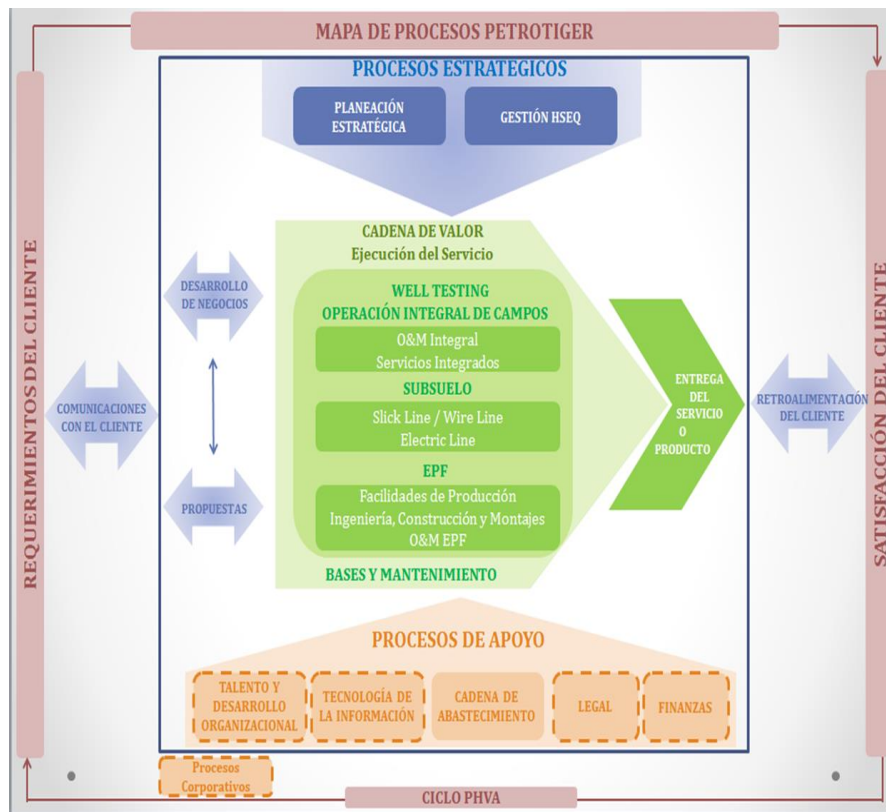 MAPA DE PROCESOS PETROTIGER
PROCESOS ESTRATEGICOS
PLANEACIÓN
ESTRATÉGICA
GESTIÓN HSEQ
REQUERIMIENTOS DEL CLIENTE
COMUNICACIONES
CON EL CLIENTE
DESARROLLO
DE NEGOCIOS
PROPUESTAS
CADENA DE VALOR
Ejecución del Servicio
WELL TESTING
OPERACIÓN INTEGRAL DE CAMPOS
O&M Integral
Servicios Integrados
SUBSUELO
Slick Line / Wire Line
Electric Line
EPF
Facilidades de Producción
Ingeniería, Construcción y Montajes
O&M EPF
BASES Y MANTENIMIENTO
ENTREGA
DEL
SERVICIO
O
PRODUCTO
RETROALIMENTACIÓN
DEL CLIENTE
SATISFACCIÓN DEL CLIENTE
PROCESOS DE APOYO
TALENTO Y
DESARROLLO
ORGANIZACIONAL
TECNOLOGÍA DE
LA INFORMACIÓN
CADENA DE
ABASTECIMIENTO
LEGAL
FINANZAS
Procesos
Corporativos
CICLO PHVA